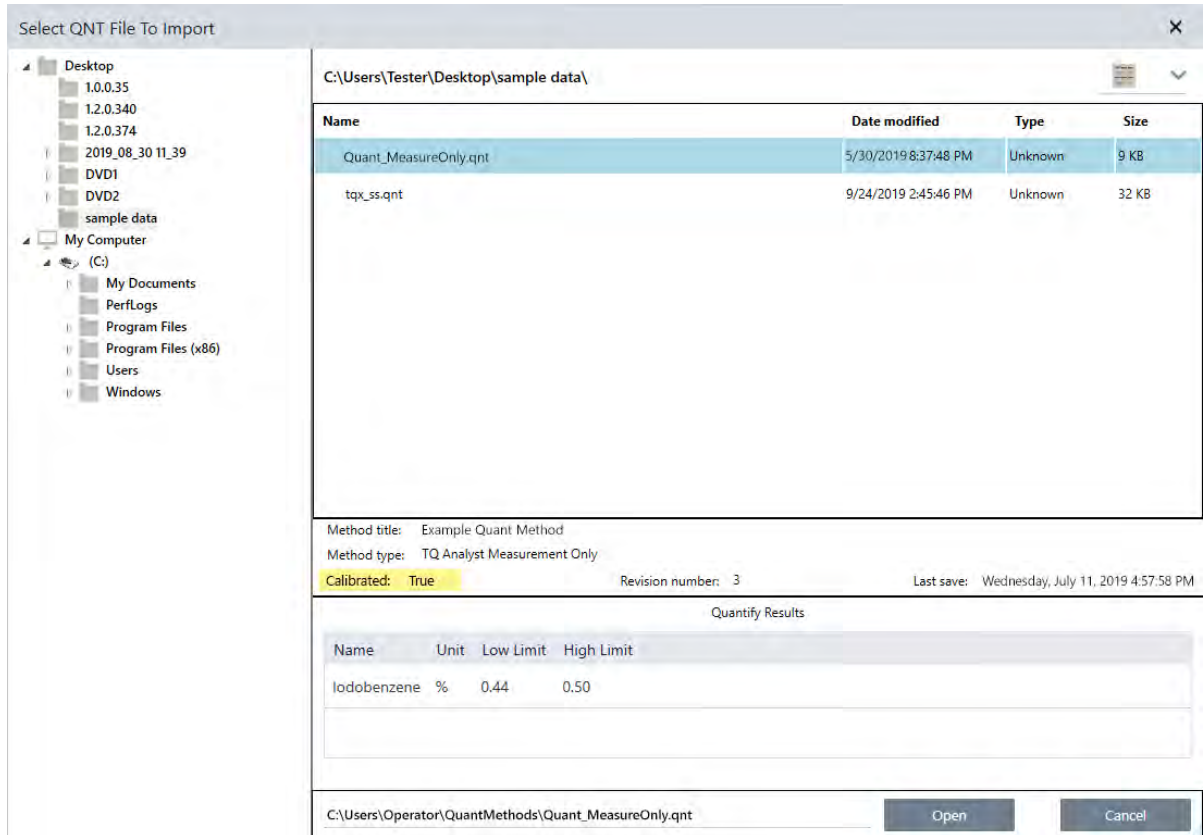 Select QNT File To Import
Desktop
1.0.0.35
1.2.0.340
1.2.0.374
2019_08_30 11_39
DVD1
DVD2
sample data
My Computer
(C:)
My Documents
PerfLogs
Program Files
Program Files (x86)
Users
Windows
C:\Users\Tester\Desktop\sample data\
Name Date modified Type Size
Quant_MeasureOnly.qnt 5/30/2019 8:37:48 PM Unknown 9 KB
tqx_ss.qnt 9/24/2019 2:45:46 PM Unknown 32 KB
Method title: Example Quant Method
Method type: TQ Analyst Measurement Only
Calibrated: True Revision number: 3 Last save: Wednesday, July 11, 2019 4:57:58 PM
Quantify Results
Name Unit Low Limit High Limit
Iodobenzene % 0.44 0.50
C:\Users\Operator\QuantMethods\Quant_MeasureOnly.qnt Open Cancel